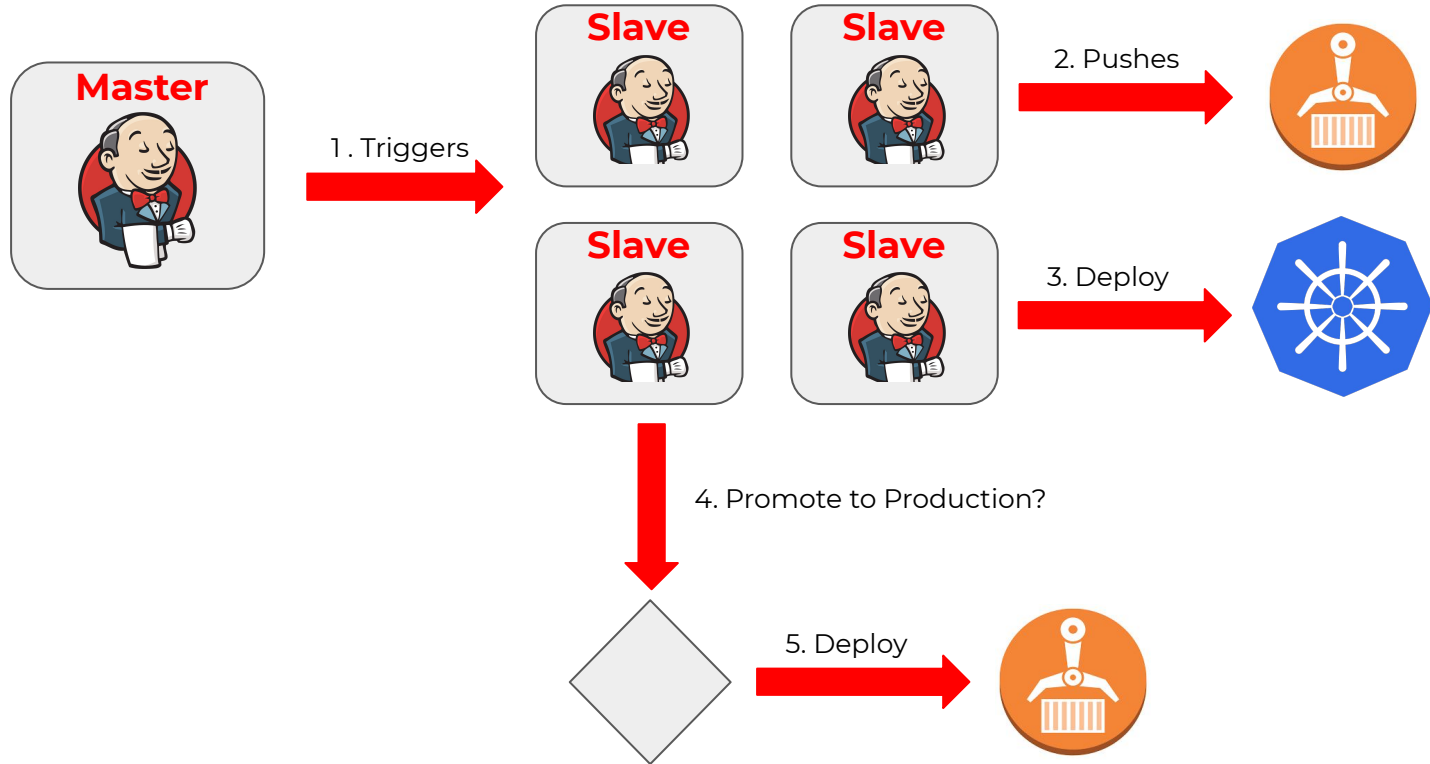 Master
1 . Triggers
Slave
Slave
2. Pushes
Slave
Slave
3. Deploy
4. Promote to Production?
5. Deploy